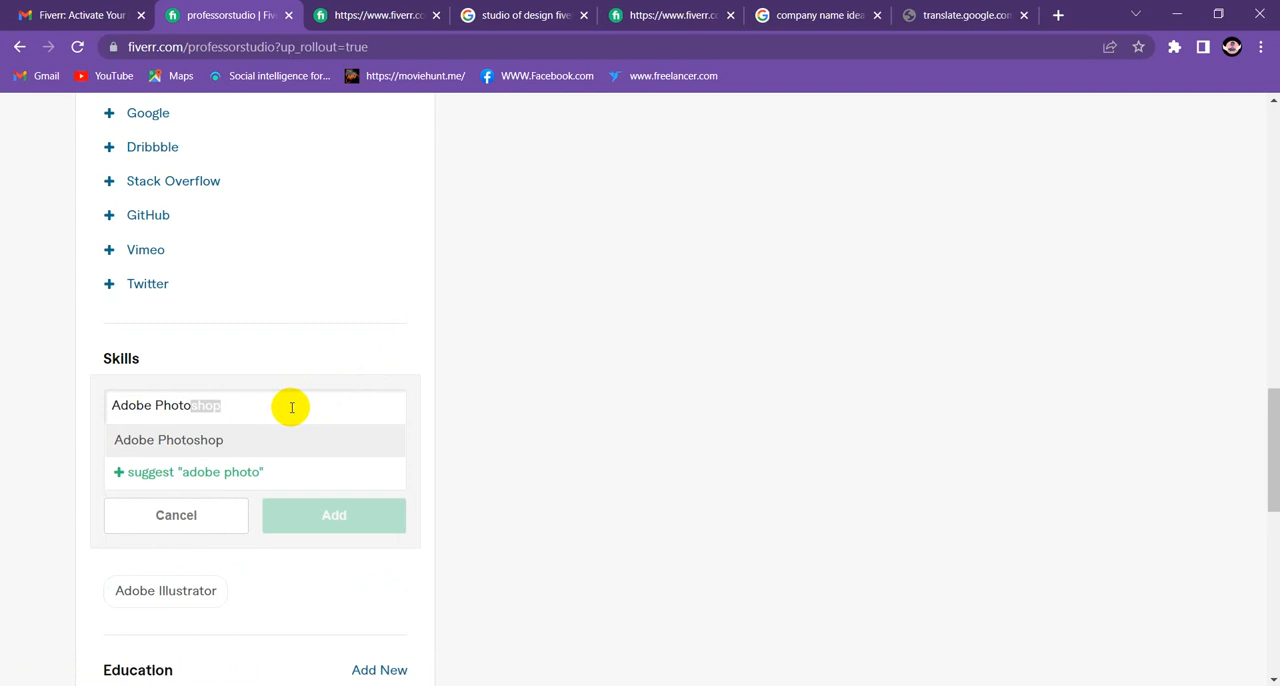 Fiverr: Activate Your
professorstudio | Five
https://www.fiverr.co
studio of design five
https://www.fiverr.co
company name idea
translate.google.com
fiverr.com/professorstudio?up_rollout=true
Gmail
YouTube
Maps
Social intelligence for...
https://moviehunt.me/
WWW.Facebook.com
www.freelancer.com
Google
Dribbble
Stack Overflow
GitHub
Vimeo
Twitter
Skills
Adobe Photoshop
Adobe Photoshop
suggest "adobe photo"
Cancel Add
Adobe Illustrator
Education Add New